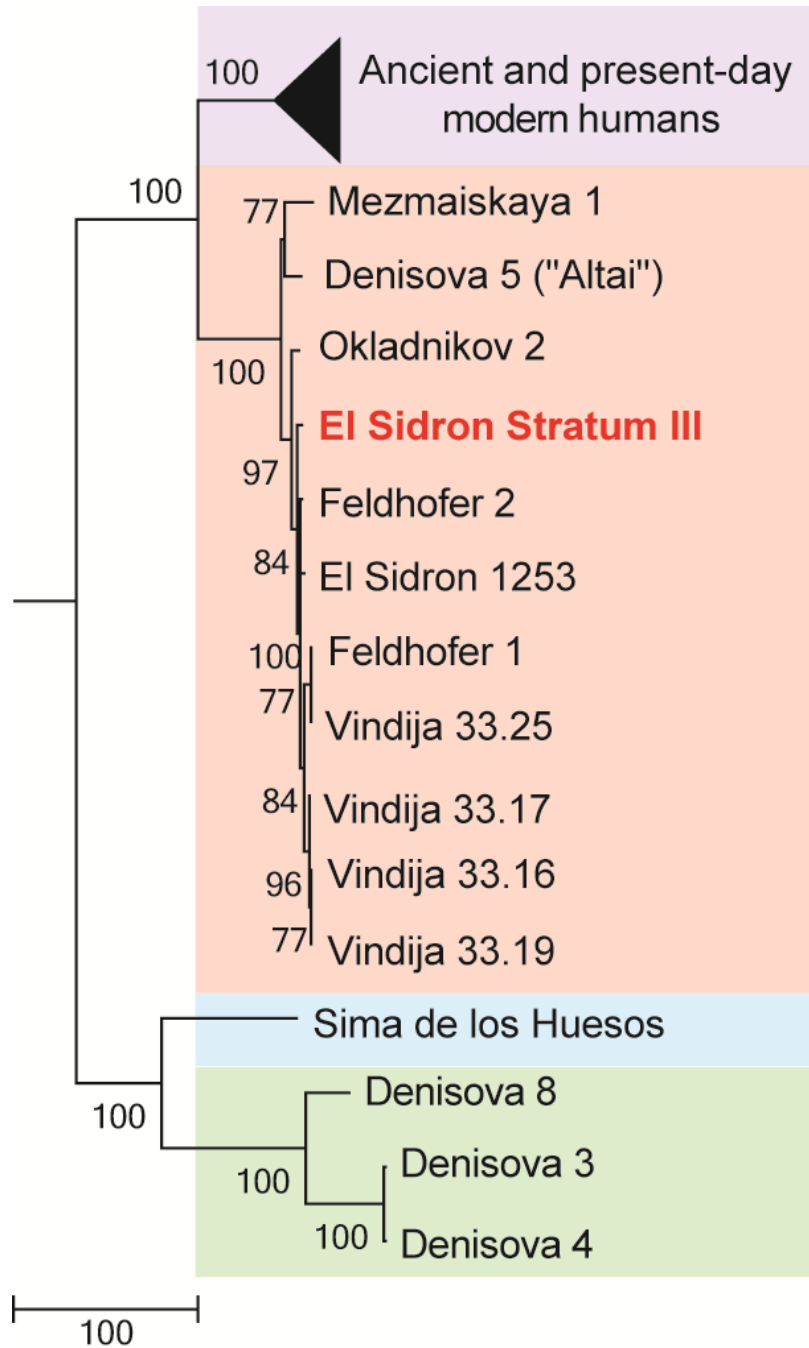 100
Ancient and present-day
modern humans
100
77
Mezmaiskaya 1
Denisova 5 ("Altai")
Okladnikov 2
100
El Sidron Stratum III
97
Feldhofer 2
84
El Sidron 1253
100
Feldhofer 1
77
Vindija 33.25
84
Vindija 33.17
96
Vindija 33.16
77
Vindija 33.19
Sima de los Huesos
100
Denisova 8
100
Denisova 3
100
Denisova 4
100